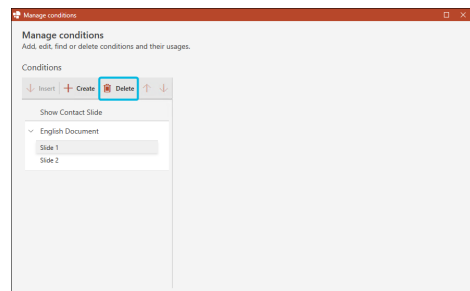 Manage conditions
Manage conditions
Add, edit, find or delete conditions and their usages.
Conditions
Insert Create Delete
Show Contact Slide
English Document
Slide 1
Slide 2